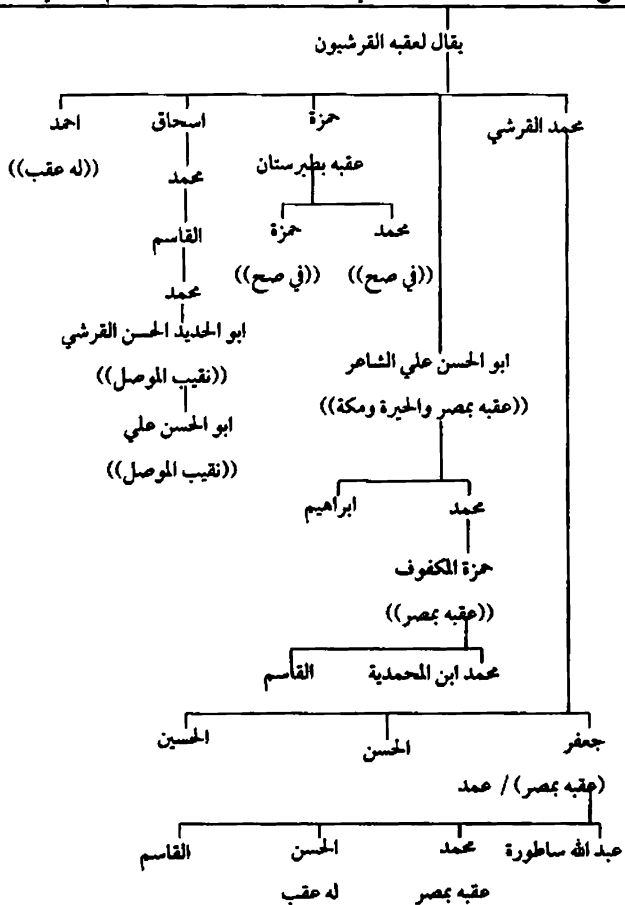 يقال لعقبه القرشيون
محمد القرشي حمزة اسحاق احمد
عقبه بطبرستان ((له عقب))
محمد
محمد حمزة القاسم
((في صح)) ((في صح))
محمد
ابو الحديد الحسن القرشي
ابو الحسن علي الشاعر ((نقيب الموصل))
((عقبه بمصر والحيرة ومكة)) ابو الحسن علي
((نقيب الموصل))
محمد ابراهيم
حمزة المكفوف
((عقبه بمصر))
محمد ابن المحمدية القاسم
جعفر الحسن الحسين
(عقبه بمصر) / عمد
عبد الله ساطورة محمد الحسن القاسم
عقبه بمصر له عقب